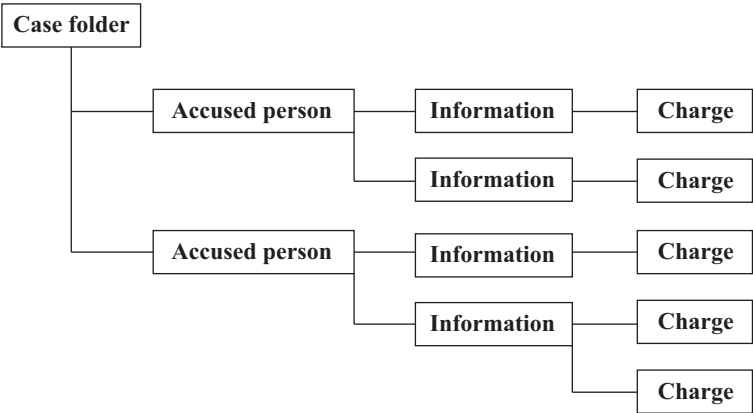 Case folder
Accused person Information Charge
Information Charge
Accused person Information Charge
Information Charge
Charge